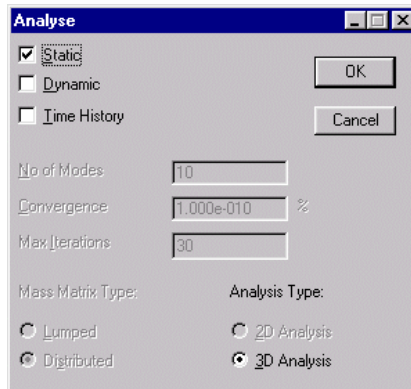 Analyse
Static
OK
Dynamic
Time History
Cancel
No of Modes 10
Convergence 1.000e-010 %
Max Iterations 30
Mass Matrix Type: Analysis Type:
Lumped 2D Analysis
Distributed 3D Analysis